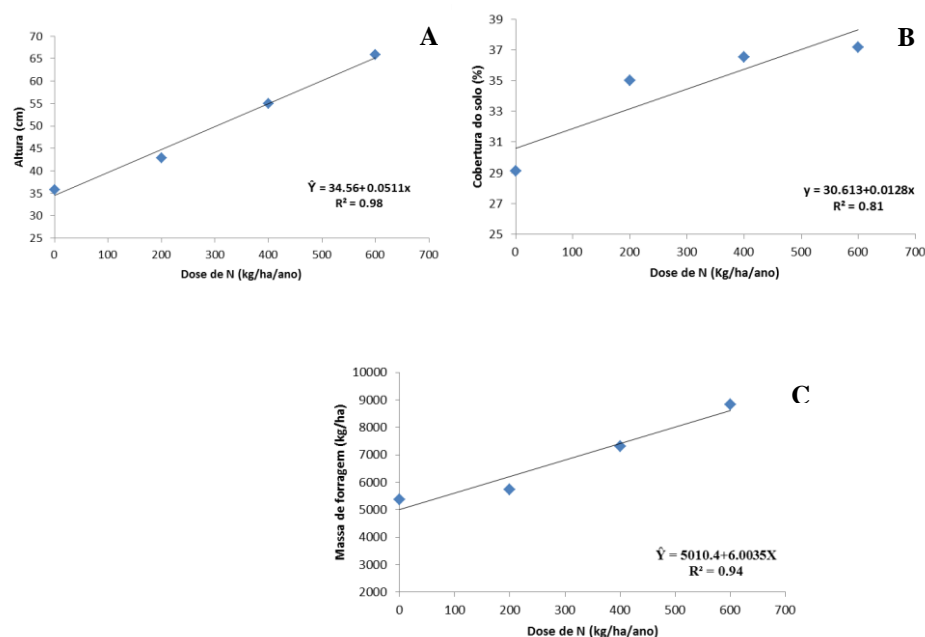 A
70
65
60
55
50
45
40
35
30
25
Altura (cm)
Ŷ = 34.56+0.0511x
R² = 0.98
0 100 200 300 400 500 600 700
Dose de N (kg/ha/ano)
B
39
37
35
33
31
29
27
25
Cobertura do solo (%)
y = 30.613+0.0128x
R² = 0.81
0 100 200 300 400 500 600 700
Dose de N (Kg/ha/ano)
C
10000
9000
8000
7000
6000
5000
4000
3000
2000
Massa de forragem (kg/ha)
Ŷ = 5010.4+6.0035X
R² = 0.94
0 100 200 300 400 500 600 700
Dose de N (kg/ha/ano)